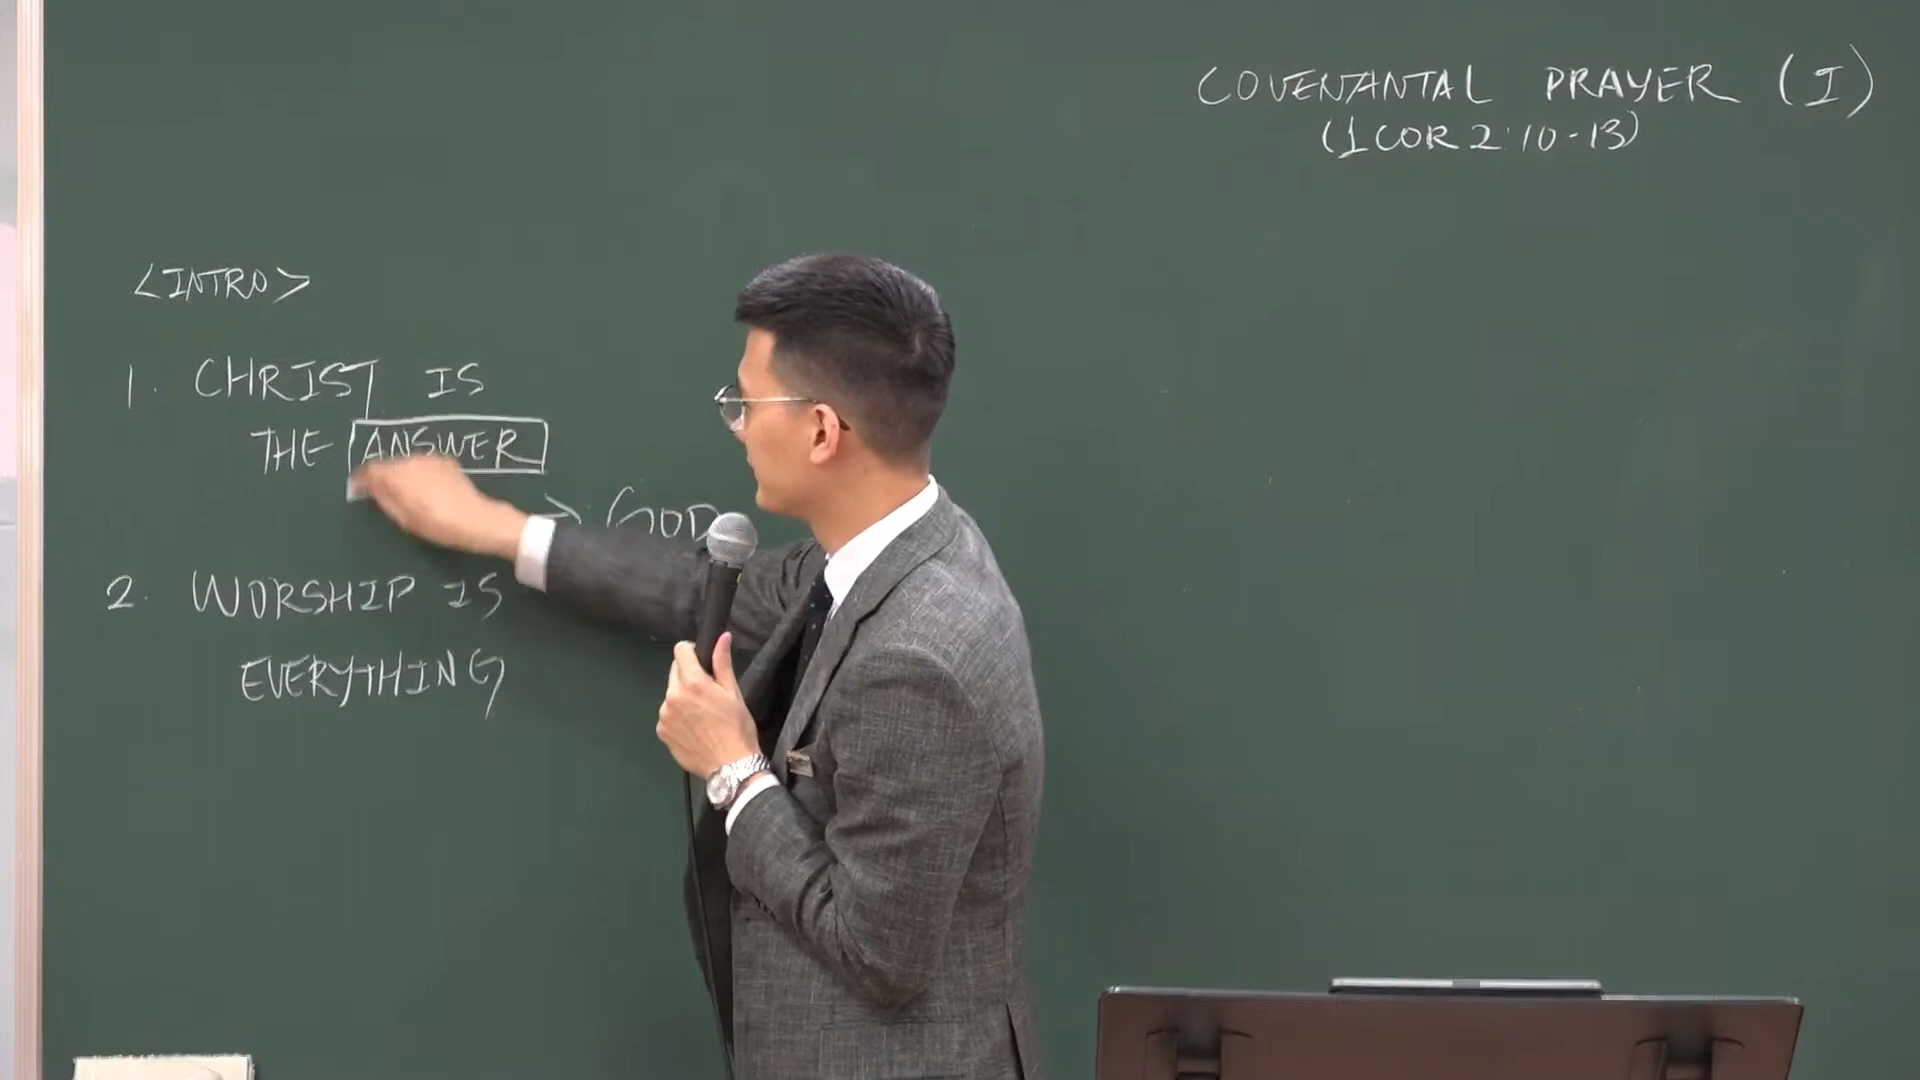 COVENANTAL PRAYER (I)
(1 COR 2:10-13)
<INTRO>
1. CHRIST IS
THE ANSWER
> GOD
2. WORSHIP IS
EVERYTHING